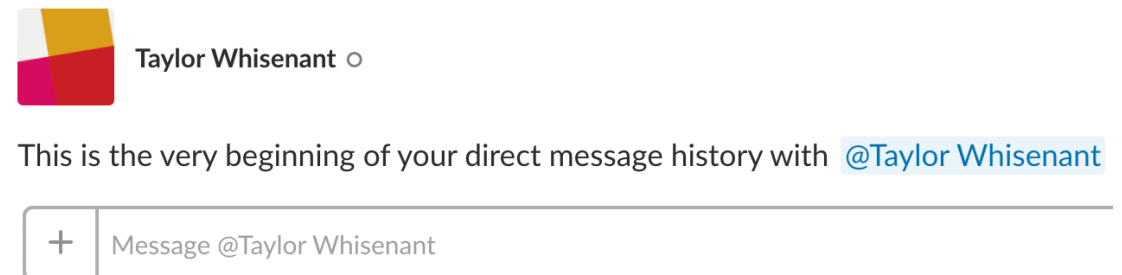 Taylor Whisenant
This is the very beginning of your direct message history with @Taylor Whisenant
Message @Taylor Whisenant